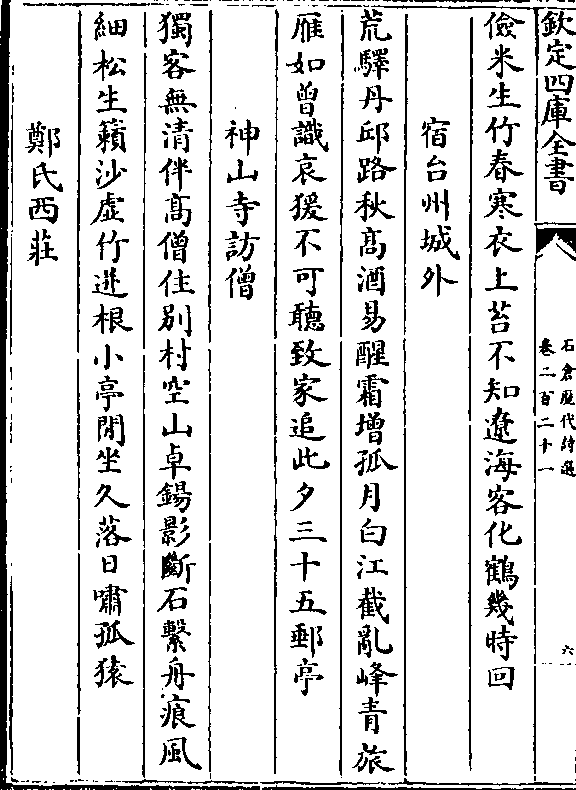 欽定四庫全書
石倉歷代詩選
卷二百二十一
六
儉米生竹春寒衣上苔不知遼海客化鶴幾時回
宿台州城外
荒驛丹邱路秋高酒易醒霜增孤月白江截亂峰青旅
雁如曾識哀猨不可聽致家追此夕三十五郵亭
神山寺訪僧
獨客無清伴高僧住別村空山卓錫影斷石繫舟痕風
細松生籟沙虛竹迸根小亭閒坐久落日嘯孤猿
鄭氏西莊